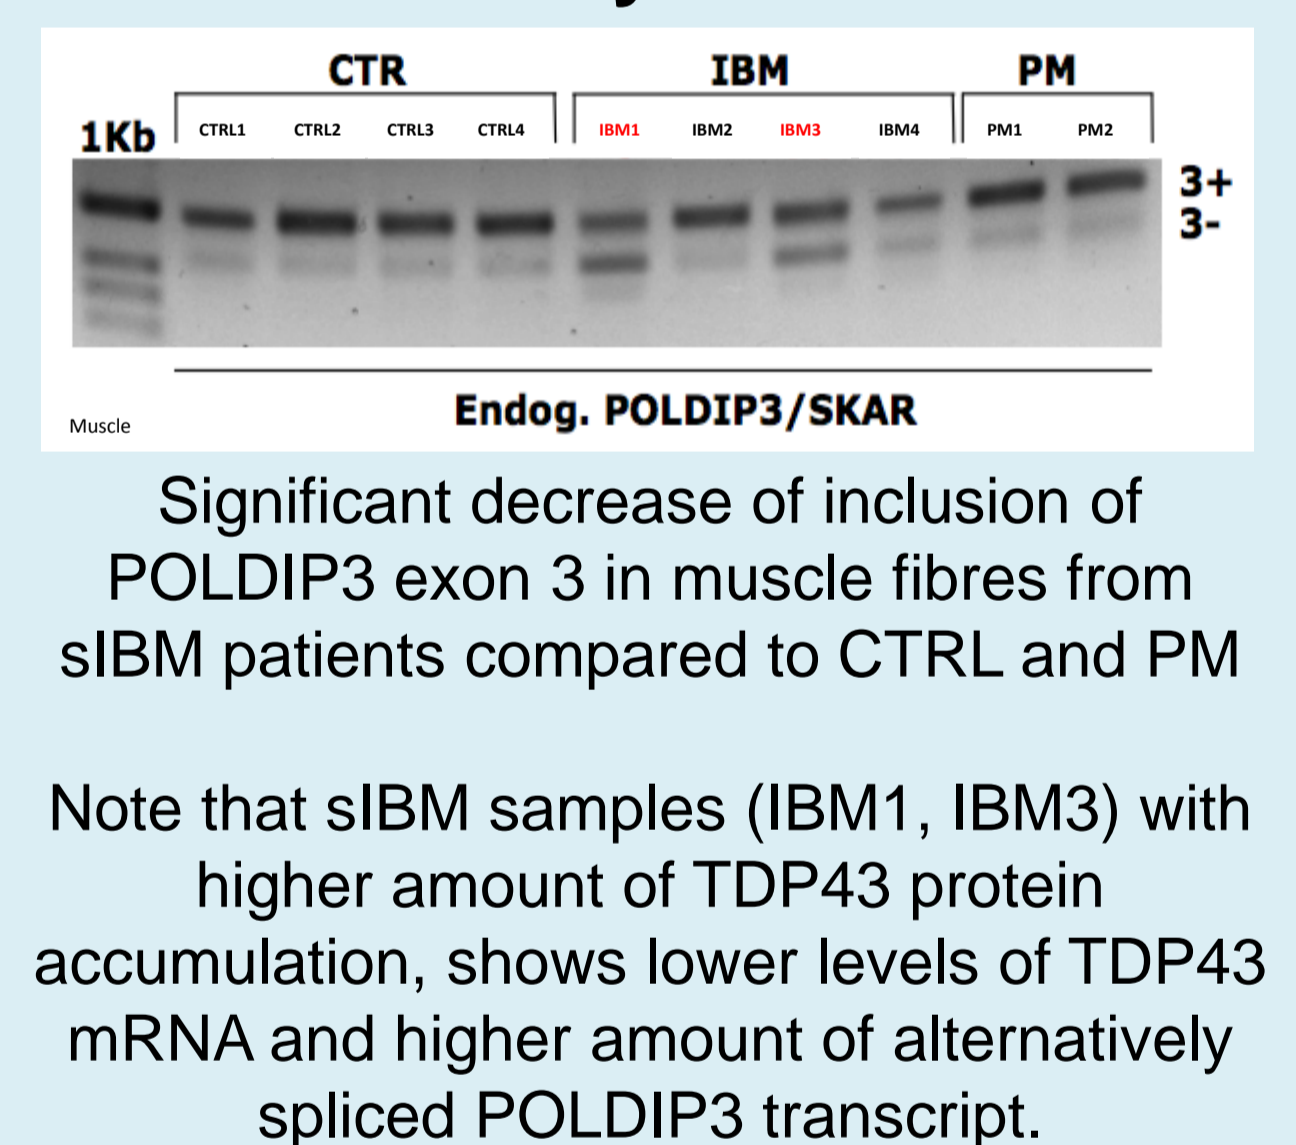 CTR IBM PM
1Kb CTRL1 CTRL2 CTRL3 CTRL4 IBM1 IBM2 IBM3 IBM4 PM1 PM2
3+
3-
Endog. POLDIP3/SKAR
Muscle
Significant decrease of inclusion of
POLDIP3 exon 3 in muscle fibres from
sIBM patients compared to CTRL and PM
Note that sIBM samples (IBM1, IBM3) with
higher amount of TDP43 protein
accumulation, shows lower levels of TDP43
mRNA and higher amount of alternatively
spliced POLDIP3 transcript.